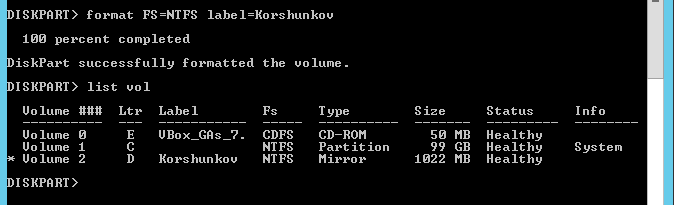 DISKPART> format FS=NTFS label=Korshunkov
100 percent completed
DiskPart successfully formatted the volume.
DISKPART> list vol
Volume ###  Ltr  Label        Fs     Type        Size     Status     Info
----------  ---  -----------  -----  ----------  -------  ---------  --------
Volume 0     E   VBox_GAs_7.  CDFS   CD-ROM        50 MB  Healthy
Volume 1     C                NTFS   Partition     99 GB  Healthy    System
* Volume 2     D   Korshunkov   NTFS   Mirror      1022 MB  Healthy
DISKPART>